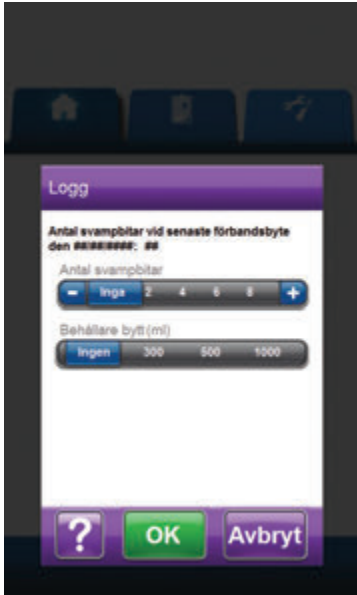 Logg
Antal svampbitar vid senaste förbandsbyte
den ##/##/####: ##
Antal svampbitar
- Inga 2 4 6 8 +
Behållare bytt (ml)
Ingen 300 500 1000
? OK Avbryt